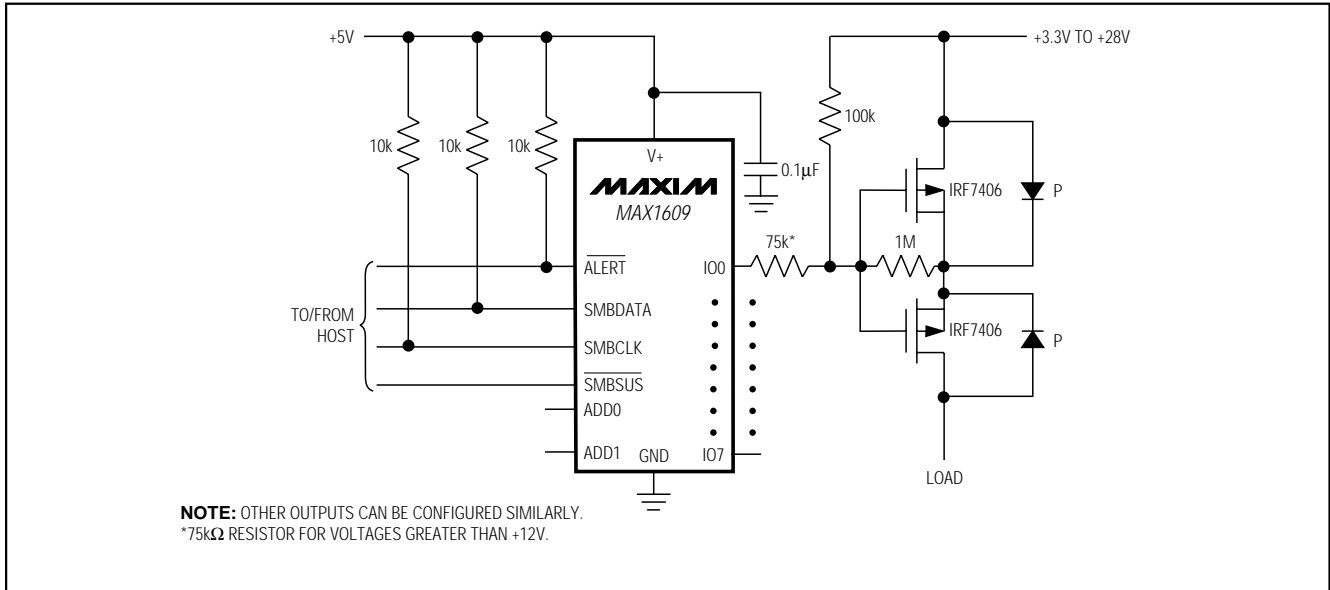 +5V
+3.3V TO +28V
10k
10k
10k
100k
V+
0.1µF
MAXIM
MAX1609
IRF7406
P
75k*
1M
ALERT
IO0
TO/FROM
HOST
SMBDATA
SMBCLK
IRF7406
P
SMBSUS
ADD0
ADD1
GND
IO7
LOAD
NOTE: OTHER OUTPUTS CAN BE CONFIGURED SIMILARLY.
*75kΩ RESISTOR FOR VOLTAGES GREATER THAN +12V.